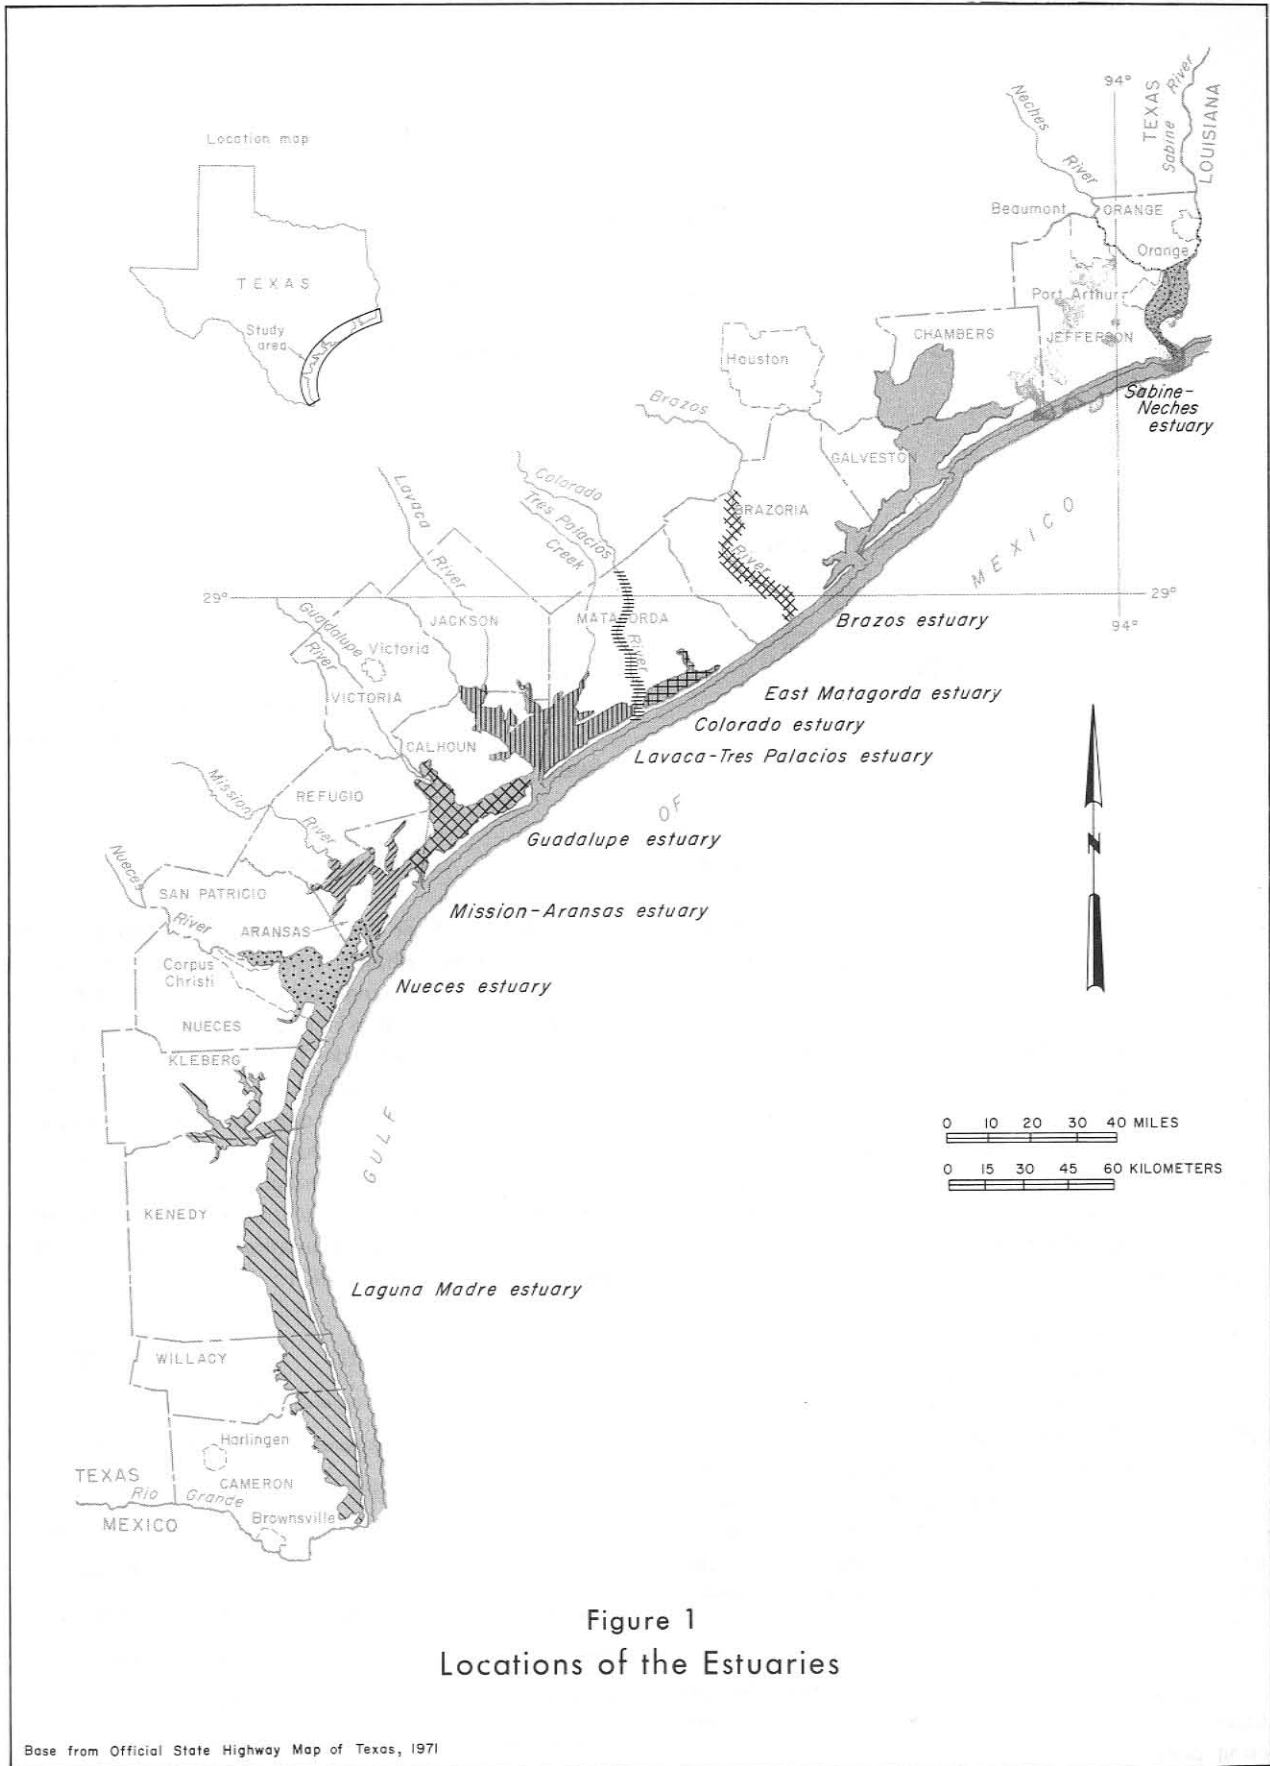 Location map
TEXAS
Study
area
Neches
River
94°
TEXAS
Sabine
River
LOUISIANA
Beaumont
ORANGE
Orange
Port Arthur
JEFFERSON
CHAMBERS
Houston
Sabine-
Neches
estuary
Brazos
GALVESTON
BRAZORIA
River
Colorado
Tres Palacios
Creek
Lavaca
River
MEXICO
29°
29°
94°
Guadalupe
River
JACKSON
MATAGORDA
River
Victoria
VICTORIA
Brazos estuary
East Matagorda estuary
Colorado estuary
Lavaca-Tres Palacios estuary
CALHOUN
OF
Mission
River
REFUGIO
Guadalupe estuary
N
Nueces
River
SAN PATRICIO
ARANSAS
Mission-Aransas estuary
Corpus
Christi
Nueces estuary
NUECES
KLEBERG
GULF
0 10 20 30 40 MILES
0 15 30 45 60 KILOMETERS
KENEDY
Laguna Madre estuary
WILLACY
Harlingen
TEXAS
CAMERON
Rio Grande
MEXICO
Brownsville
Figure 1
Locations of the Estuaries
Base from Official State Highway Map of Texas, 1971